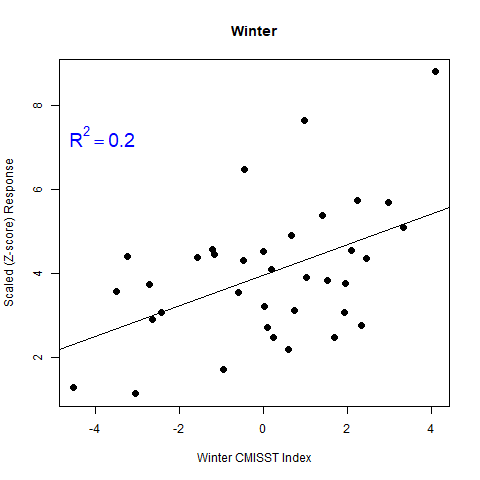 Winter
R² = 0.2
Scaled (Z-score) Response
8
6
4
2
-4 -2 0 2 4
Winter CMISST Index